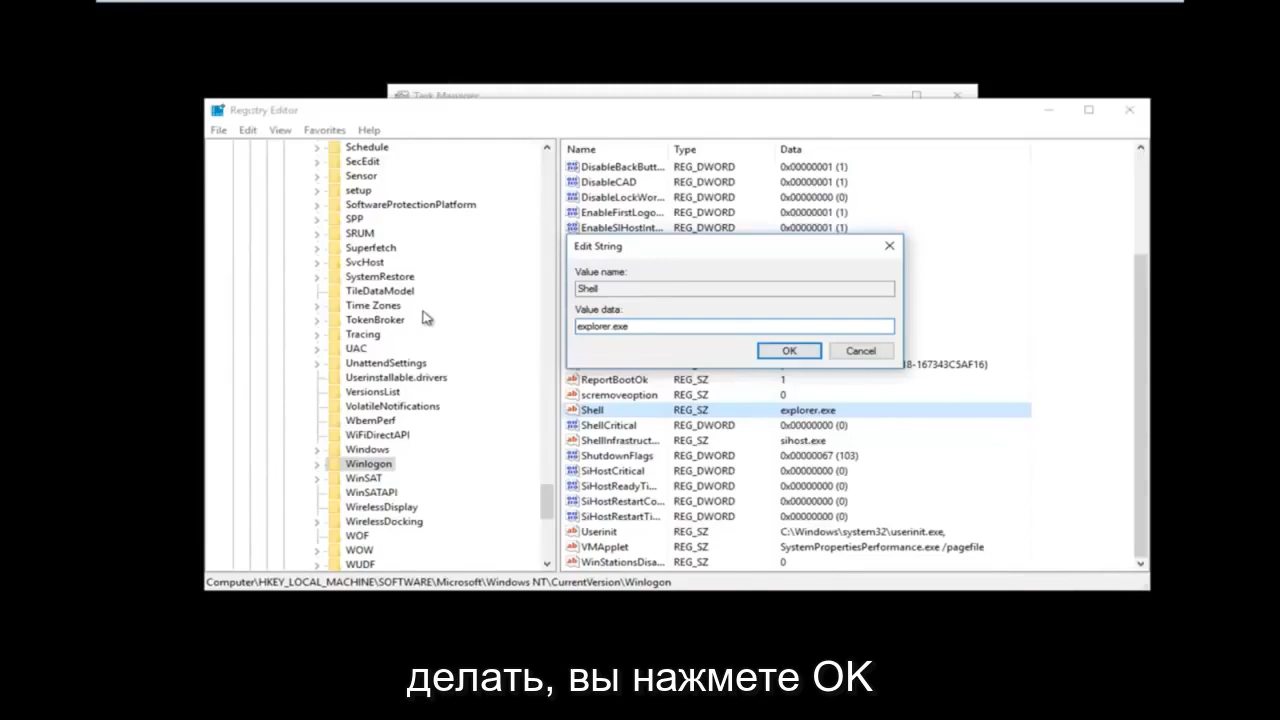 Task Manager
Registry Editor
File Edit View Favorites Help
Schedule
SecEdit
Sensor
setup
SoftwareProtectionPlatform
SPP
SRUM
Superfetch
SvcHost
SystemRestore
TileDataModel
Time Zones
TokenBroker
Tracing
UAC
UnattendSettings
Userinstallable.drivers
VersionsList
VolatileNotifications
WbemPerf
WiFiDirectAPI
Windows
Winlogon
WinSAT
WinSATAPI
WirelessDisplay
WirelessDocking
WOF
WOW
WUDF
Name Type Data
DisableBackButt... REG_DWORD 0x00000001 (1)
DisableCAD REG_DWORD 0x00000001 (1)
DisableLockWor... REG_DWORD 0x00000000 (0)
EnableFirstLogo... REG_DWORD 0x00000001 (1)
EnableSIHostInt... REG_DWORD 0x00000001 (1)
Edit String
Value name:
Shell
Value data:
explorer.exe
OK Cancel
18-167343C5AF16)
ReportBootOk REG_SZ 1
scremoveoption REG_SZ 0
Shell REG_SZ explorer.exe
ShellCritical REG_DWORD 0x00000000 (0)
ShellInfrastruct... REG_SZ sihost.exe
ShutdownFlags REG_DWORD 0x00000067 (103)
SiHostCritical REG_DWORD 0x00000000 (0)
SiHostReadyTi... REG_DWORD 0x00000000 (0)
SiHostRestartCo... REG_DWORD 0x00000000 (0)
SiHostRestartTi... REG_DWORD 0x00000000 (0)
Userinit REG_SZ C:\Windows\system32\userinit.exe,
VMApplet REG_SZ SystemPropertiesPerformance.exe /pagefile
WinStationsDisa... REG_SZ 0
Computer\HKEY_LOCAL_MACHINE\SOFTWARE\Microsoft\Windows NT\CurrentVersion\Winlogon
делать, вы нажмете OK